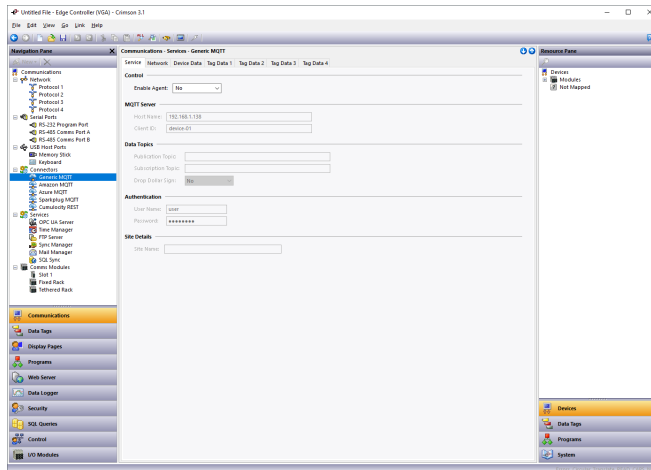 Untitled File - Edge Controller (VGA) - Crimson 3.1
File Edit View Go Link Help
Navigation Pane
Communications
Network
Protocol 1
Protocol 2
Protocol 3
Protocol 4
Serial Ports
RS-232 Program Port
RS-485 Comms Port A
RS-485 Comms Port B
USB Host Ports
Memory Stick
Keyboard
Connectors
Generic MQTT
Amazon MQTT
Azure MQTT
Sparkplug MQTT
Cumulocity REST
Services
OPC UA Server
Time Manager
FTP Server
Sync Manager
Mail Manager
SQL Sync
Comms Modules
Slot 1
Fixed Rack
Tethered Rack
Communications
Data Tags
Display Pages
Programs
Web Server
Data Logger
Security
SQL Queries
Control
I/O Modules
Communications - Services - Generic MQTT
Service Network Device Data Tag Data 1 Tag Data 2 Tag Data 3 Tag Data 4
Control
Enable Agent: No
MQTT Server
Host Name: 192.168.1.138
Client ID: device-01
Data Topics
Publication Topic:
Subscription Topic:
Drop Dollar Sign: No
Authentication
User Name: user
Password: ••••••••
Site Details
Site Name:
Resource Pane
Devices
Modules
Not Mapped
Devices
Data Tags
Programs
System